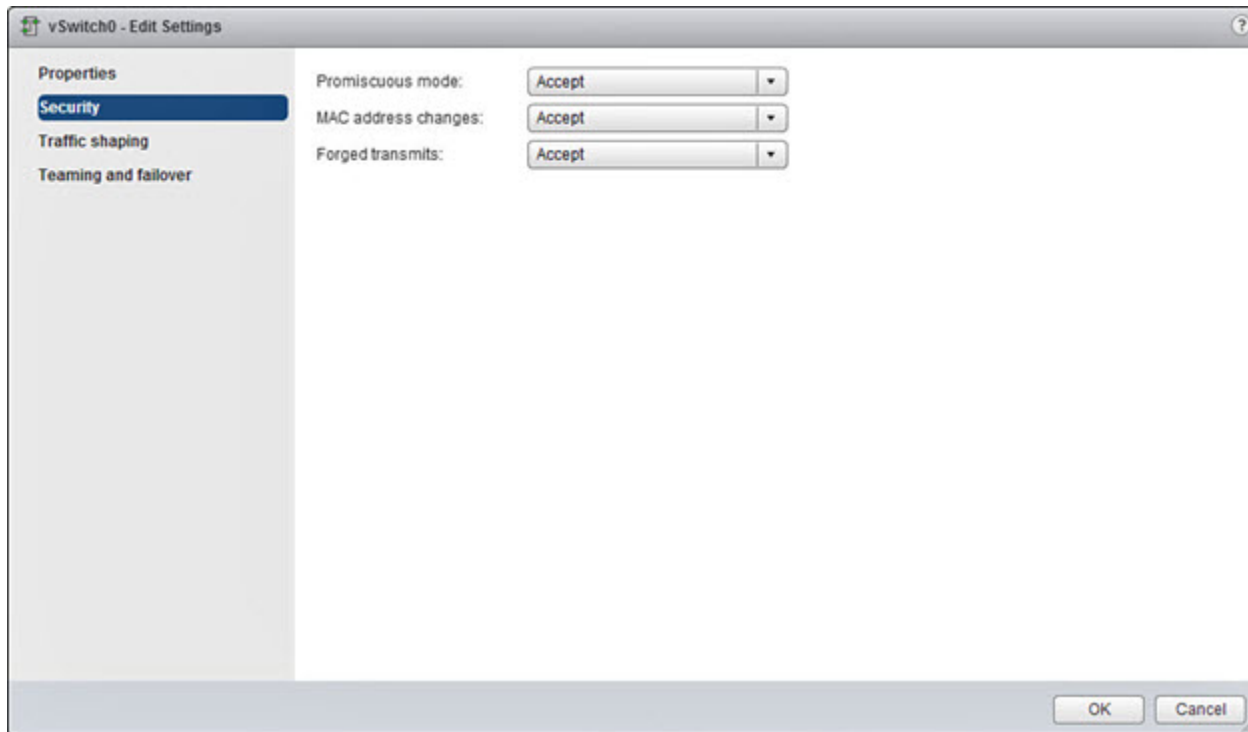 vSwitch0 - Edit Settings
?
Properties
Security
Traffic shaping
Teaming and failover
Promiscuous mode: Accept
MAC address changes: Accept
Forged transmits: Accept
OK Cancel